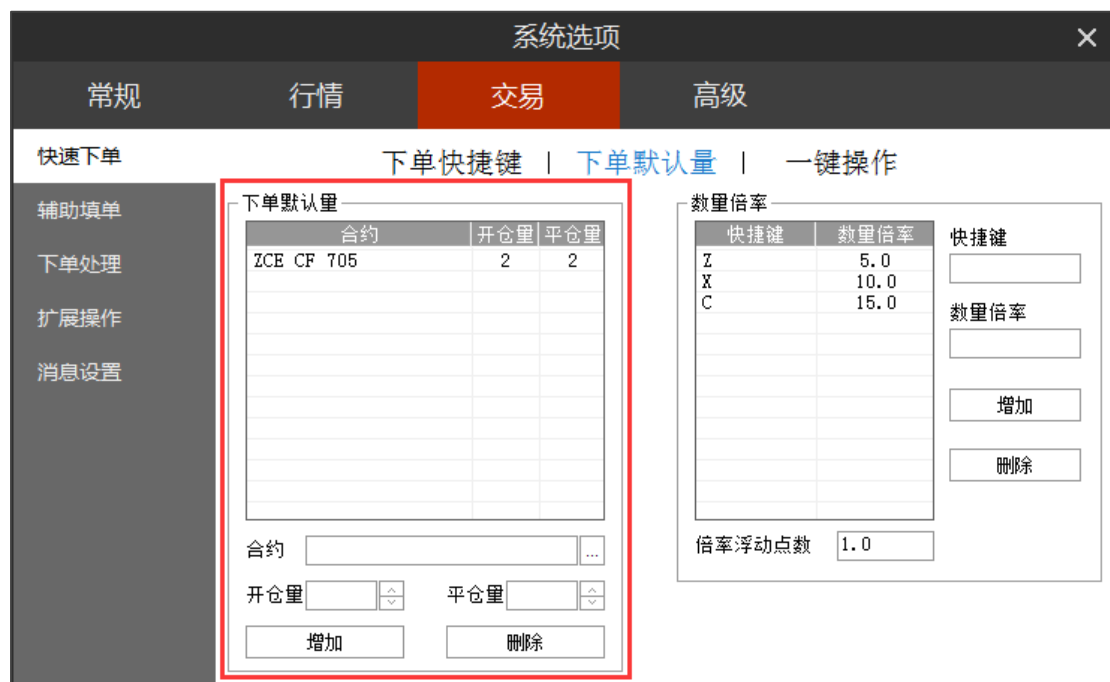 系统选项
常规 行情 交易 高级
快速下单
辅助填单
下单处理
扩展操作
消息设置
下单快捷键 | 下单默认量 | 一键操作
下单默认量
合约 开仓量 平仓量
ZCE CF 705 2 2
合约 ...
开仓量 平仓量
增加 删除
数量倍率
快捷键 数量倍率
Z 5.0
X 10.0
C 15.0
倍率浮动点数 1.0
快捷键
数量倍率
增加
删除